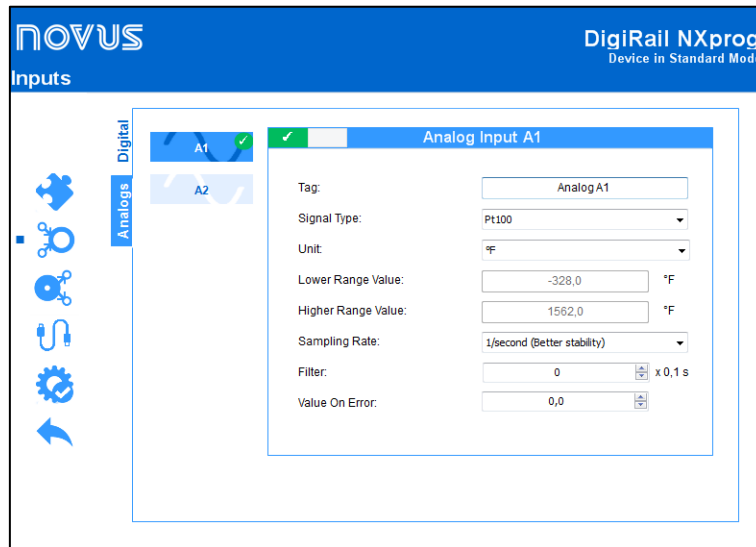 novus
DigiRail NXprog
Device in Standard Mode
Inputs
Digital
Analogs
A1
A2
Analog Input A1
Tag: Analog A1
Signal Type: Pt100
Unit: ºF
Lower Range Value: -328,0 °F
Higher Range Value: 1562,0 °F
Sampling Rate: 1/second (Better stability)
Filter: 0 x 0,1 s
Value On Error: 0,0